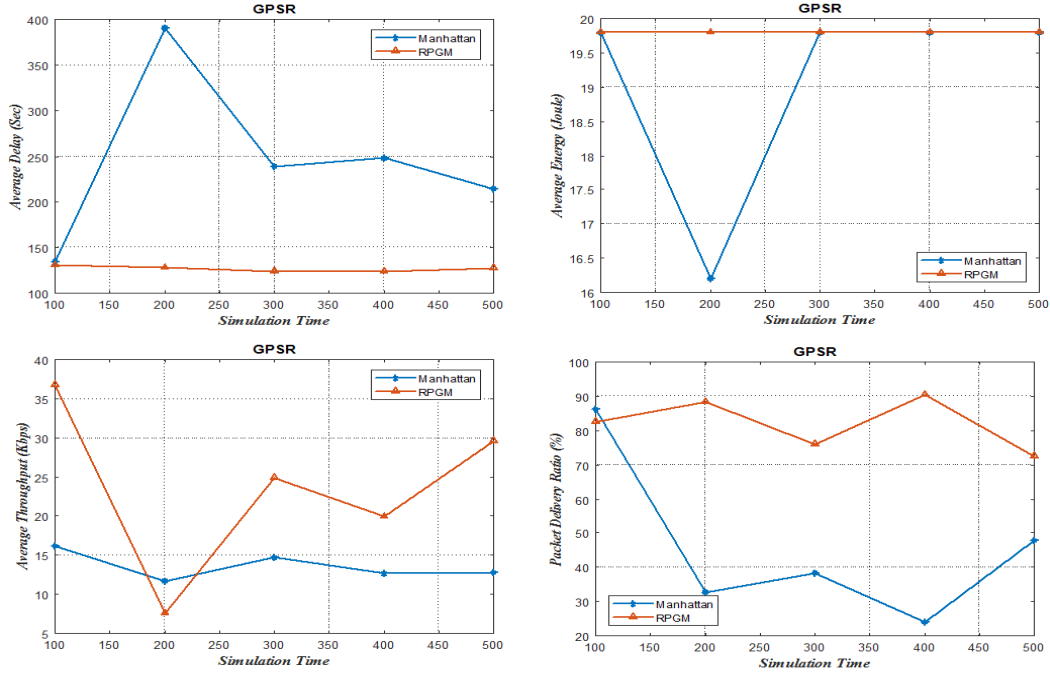 GPSR
Average Delay (Sec)
400
350
300
250
200
150
100
Manhattan
RPGM
100 150 200 250 300 350 400 450 500
Simulation Time
GPSR
Average Energy (Joule)
20
19.5
19
18.5
18
17.5
17
16.5
16
Manhattan
RPGM
100 150 200 250 300 350 400 450 500
Simulation Time
GPSR
Average Throughput (Kbps)
40
35
30
25
20
15
10
5
Manhattan
RPGM
100 150 200 250 300 350 400 450 500
Simulation Time
GPSR
Packet Delivery Ratio (%)
100
90
80
70
60
50
40
30
20
Manhattan
RPGM
100 150 200 250 300 350 400 450 500
Simulation Time